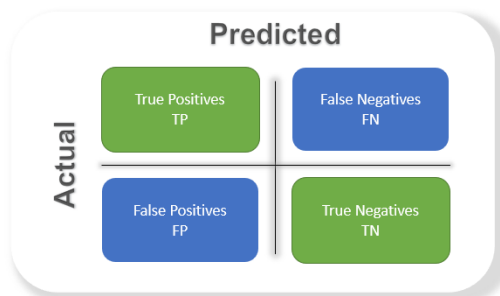 Predicted
Actual
True Positives
TP
False Negatives
FN
False Positives
FP
True Negatives
TN